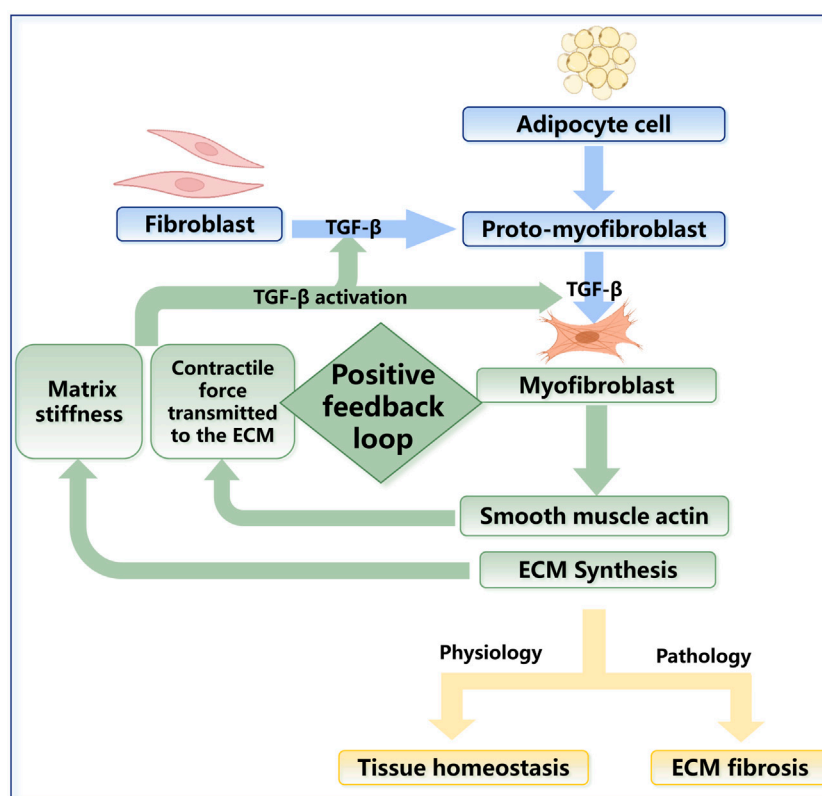 Adipocyte cell
Fibroblast
TGF-β
Proto-myofibroblast
TGF-β activation
TGF-β
Matrix
stiffness
Contractile
force
transmitted
to the ECM
Positive
feedback
loop
Myofibroblast
Smooth muscle actin
ECM Synthesis
Physiology
Pathology
Tissue homeostasis
ECM fibrosis